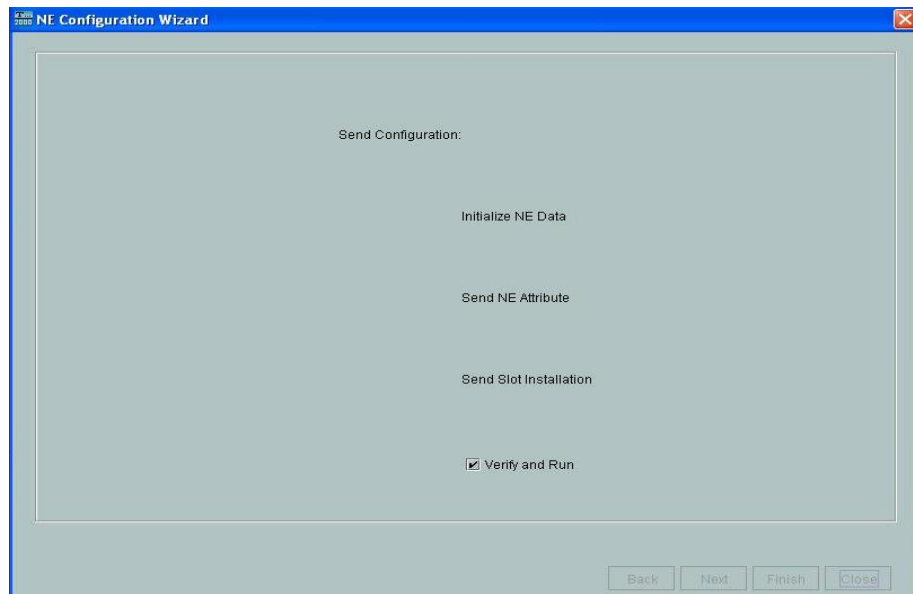 NE Configuration Wizard
Send Configuration:
Initialize NE Data
Send NE Attribute
Send Slot Installation
Verify and Run
Back Next Finish Close